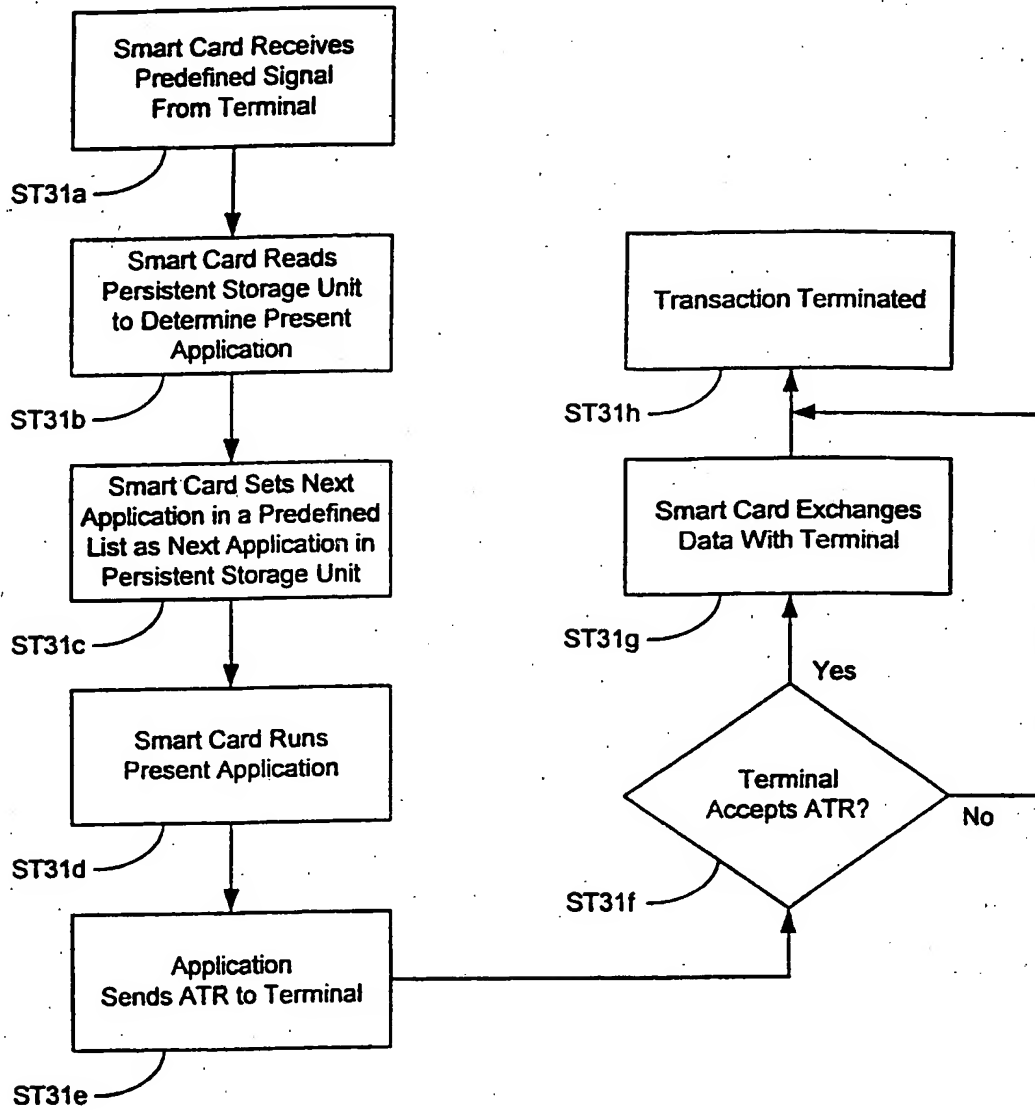 Smart Card Receives
Predefined Signal
From Terminal
ST31a
Smart Card Reads
Persistent Storage Unit
to Determine Present
Application
ST31b
Smart Card Sets Next
Application in a Predefined
List as Next Application in
Persistent Storage Unit
ST31c
Smart Card Runs
Present Application
ST31d
Application
Sends ATR to Terminal
ST31e
Terminal
Accepts ATR?
ST31f
Yes
No
Smart Card Exchanges
Data With Terminal
ST31g
Transaction Terminated
ST31h